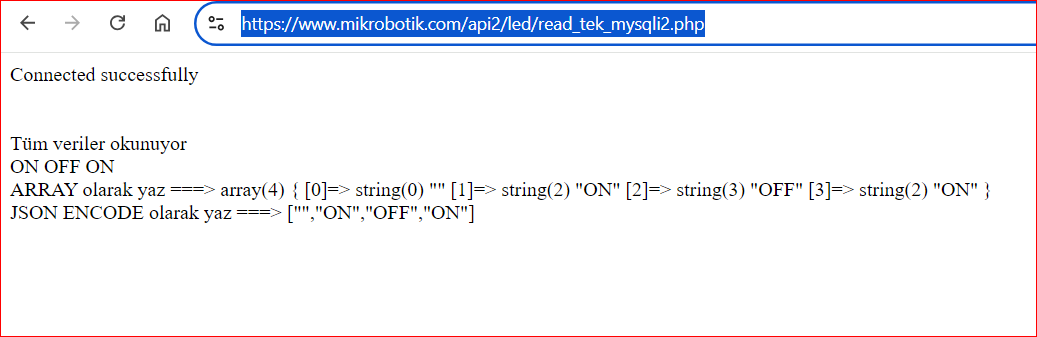 https://www.mikrobotik.com/api2/led/read_tek_mysqli2.php
Connected successfully
Tüm veriler okunuyor
ON OFF ON
ARRAY olarak yaz ===> array(4) { [0]=> string(0) "" [1]=> string(2) "ON" [2]=> string(3) "OFF" [3]=> string(2) "ON" }
JSON ENCODE olarak yaz ===> ["","ON","OFF","ON"]